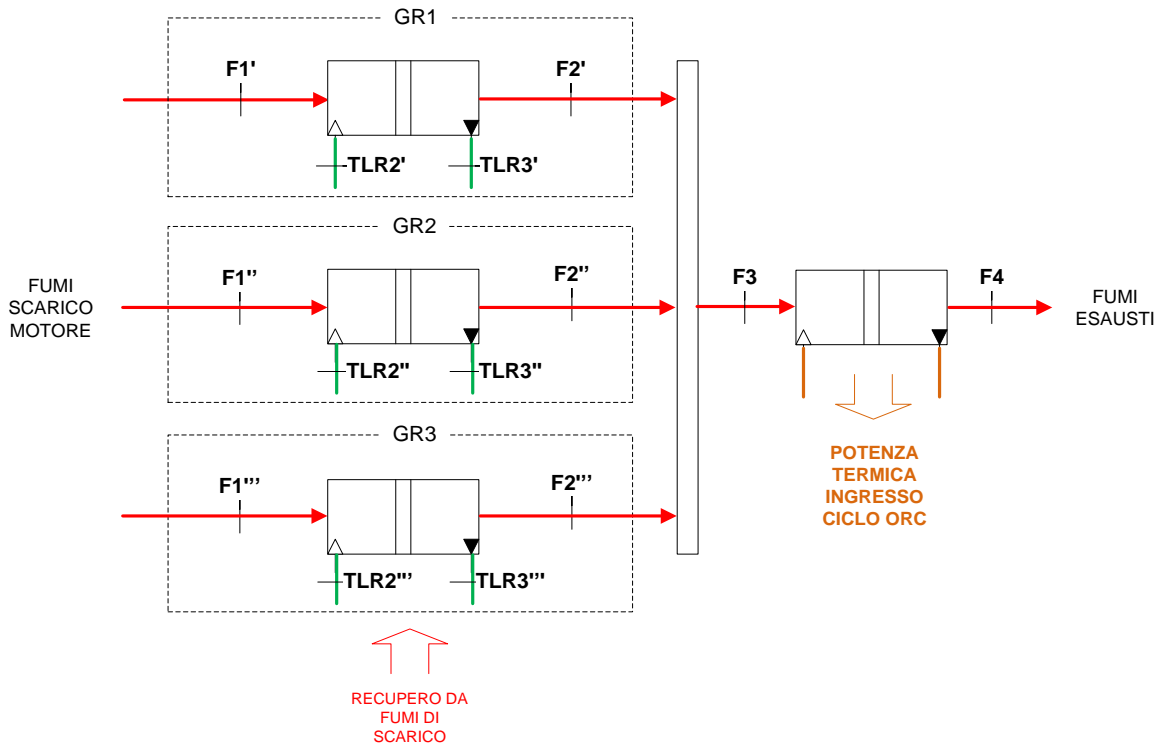 GR1
F1'
F2'
TLR2'
TLR3'
GR2
F1''
F2''
TLR2"
TLR3"
FUMI
SCARICO
MOTORE
F3
F4
FUMI
ESAUSTI
GR3
F1'''
F2'''
TLR2"'
TLR3"'
POTENZA
TERMICA
INGRESSO
CICLO ORC
RECUPERO DA
FUMI DI
SCARICO